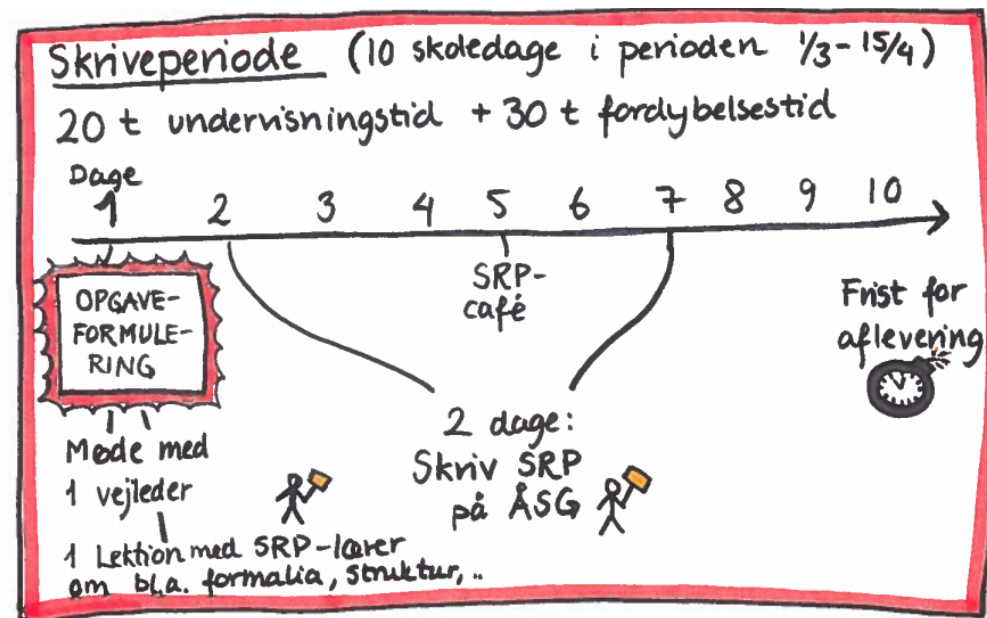 Skriveperiode (10 skoledage i perioden 1/3 - 15/4)
20 t undervisningstid + 30 t fordybelsestid
Dage
1 2 3 4 5 6 7 8 9 10
OPGAVE-
FORMULE-
RING
SRP-
café
Frist for
aflevering
Møde med
1 vejleder
1 Lektion med SRP-lærer
om bl.a. formalia, struktur, ..
2 dage:
Skriv SRP
på ÅSG